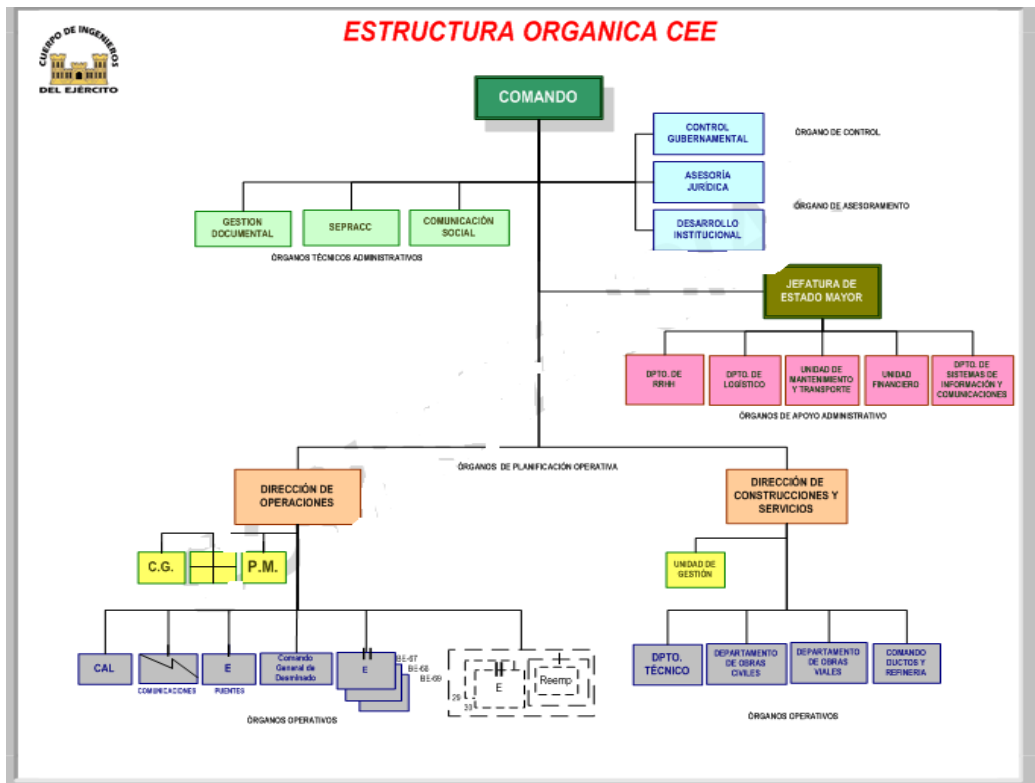 ESTRUCTURA ORGANICA CEE
CUERPO DE INGENIEROS
DEL EJÉRCITO
COMANDO
CONTROL
GUBERNAMENTAL
ÓRGANO DE CONTROL
ASESORÍA
JURÍDICA
ÓRGANO DE ASESORAMIENTO
DESARROLLO
INSTITUCIONAL
GESTION
DOCUMENTAL
SEPRACC
COMUNICACIÓN
SOCIAL
ÓRGANOS TÉCNICOS ADMINISTRATIVOS
JEFATURA DE
ESTADO MAYOR
DPTO. DE
RRHH
DPTO. DE
LOGÍSTICO
UNIDAD DE
MANTENIMIENTO
Y TRANSPORTE
UNIDAD
FINANCIERO
DPTO. DE
SISTEMAS DE
INFORMACIÓN Y
COMUNICACIONES
ÓRGANOS DE APOYO ADMINISTRATIVO
ÓRGANOS DE PLANIFICACIÓN OPERATIVA
DIRECCIÓN DE
OPERACIONES
DIRECCIÓN DE
CONSTRUCCIONES Y
SERVICIOS
C.G.
P.M.
UNIDAD DE
GESTIÓN
CAL
COMUNICACIONES
E
PUENTES
Comando
General de
Desminado
E
BE-67
BE-68
BE-69
29
30
E
Reemp
ÓRGANOS OPERATIVOS
DPTO.
TÉCNICO
DEPARTAMENTO
DE OBRAS
CIVILES
DEPARTAMENTO
DE OBRAS
VIALES
COMANDO
DUCTOS Y
REFINERIA
ÓRGANOS OPERATIVOS